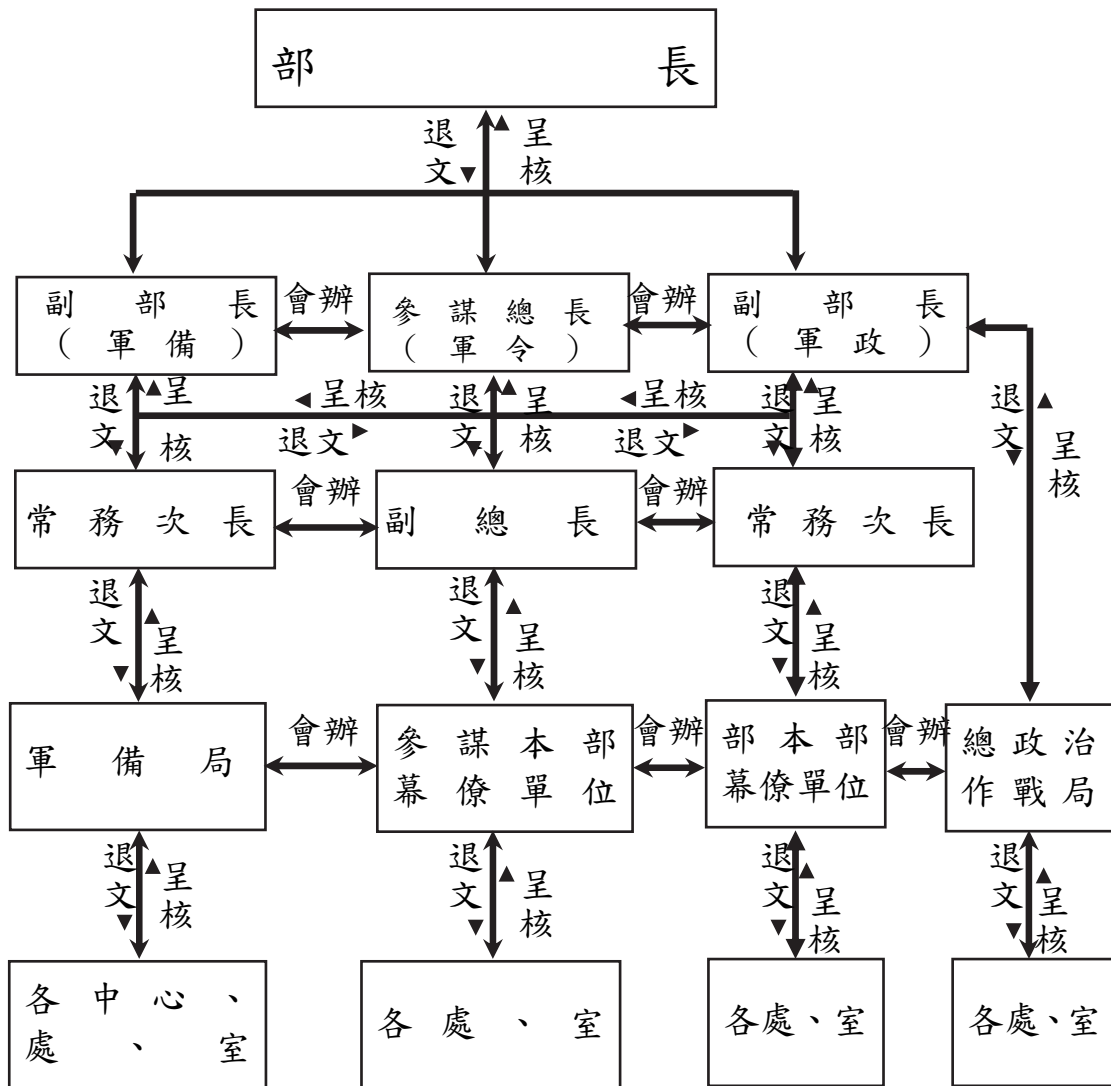 部長
退文
呈核
副部長
(軍備)
會辦
參謀總長
(軍令)
會辦
副部長
(軍政)
退文
呈核
呈核
退文
退文
呈核
呈核
退文
退文
呈核
退文
呈核
常務次長
會辦
副總長
會辦
常務次長
退文
呈核
退文
呈核
退文
呈核
軍備局
會辦
參謀本部
幕僚單位
會辦
部本部
幕僚單位
會辦
總政治
作戰局
退文
呈核
退文
呈核
退文
呈核
退文
呈核
各中心、
處、室
各處、室
各處、室
各處、室